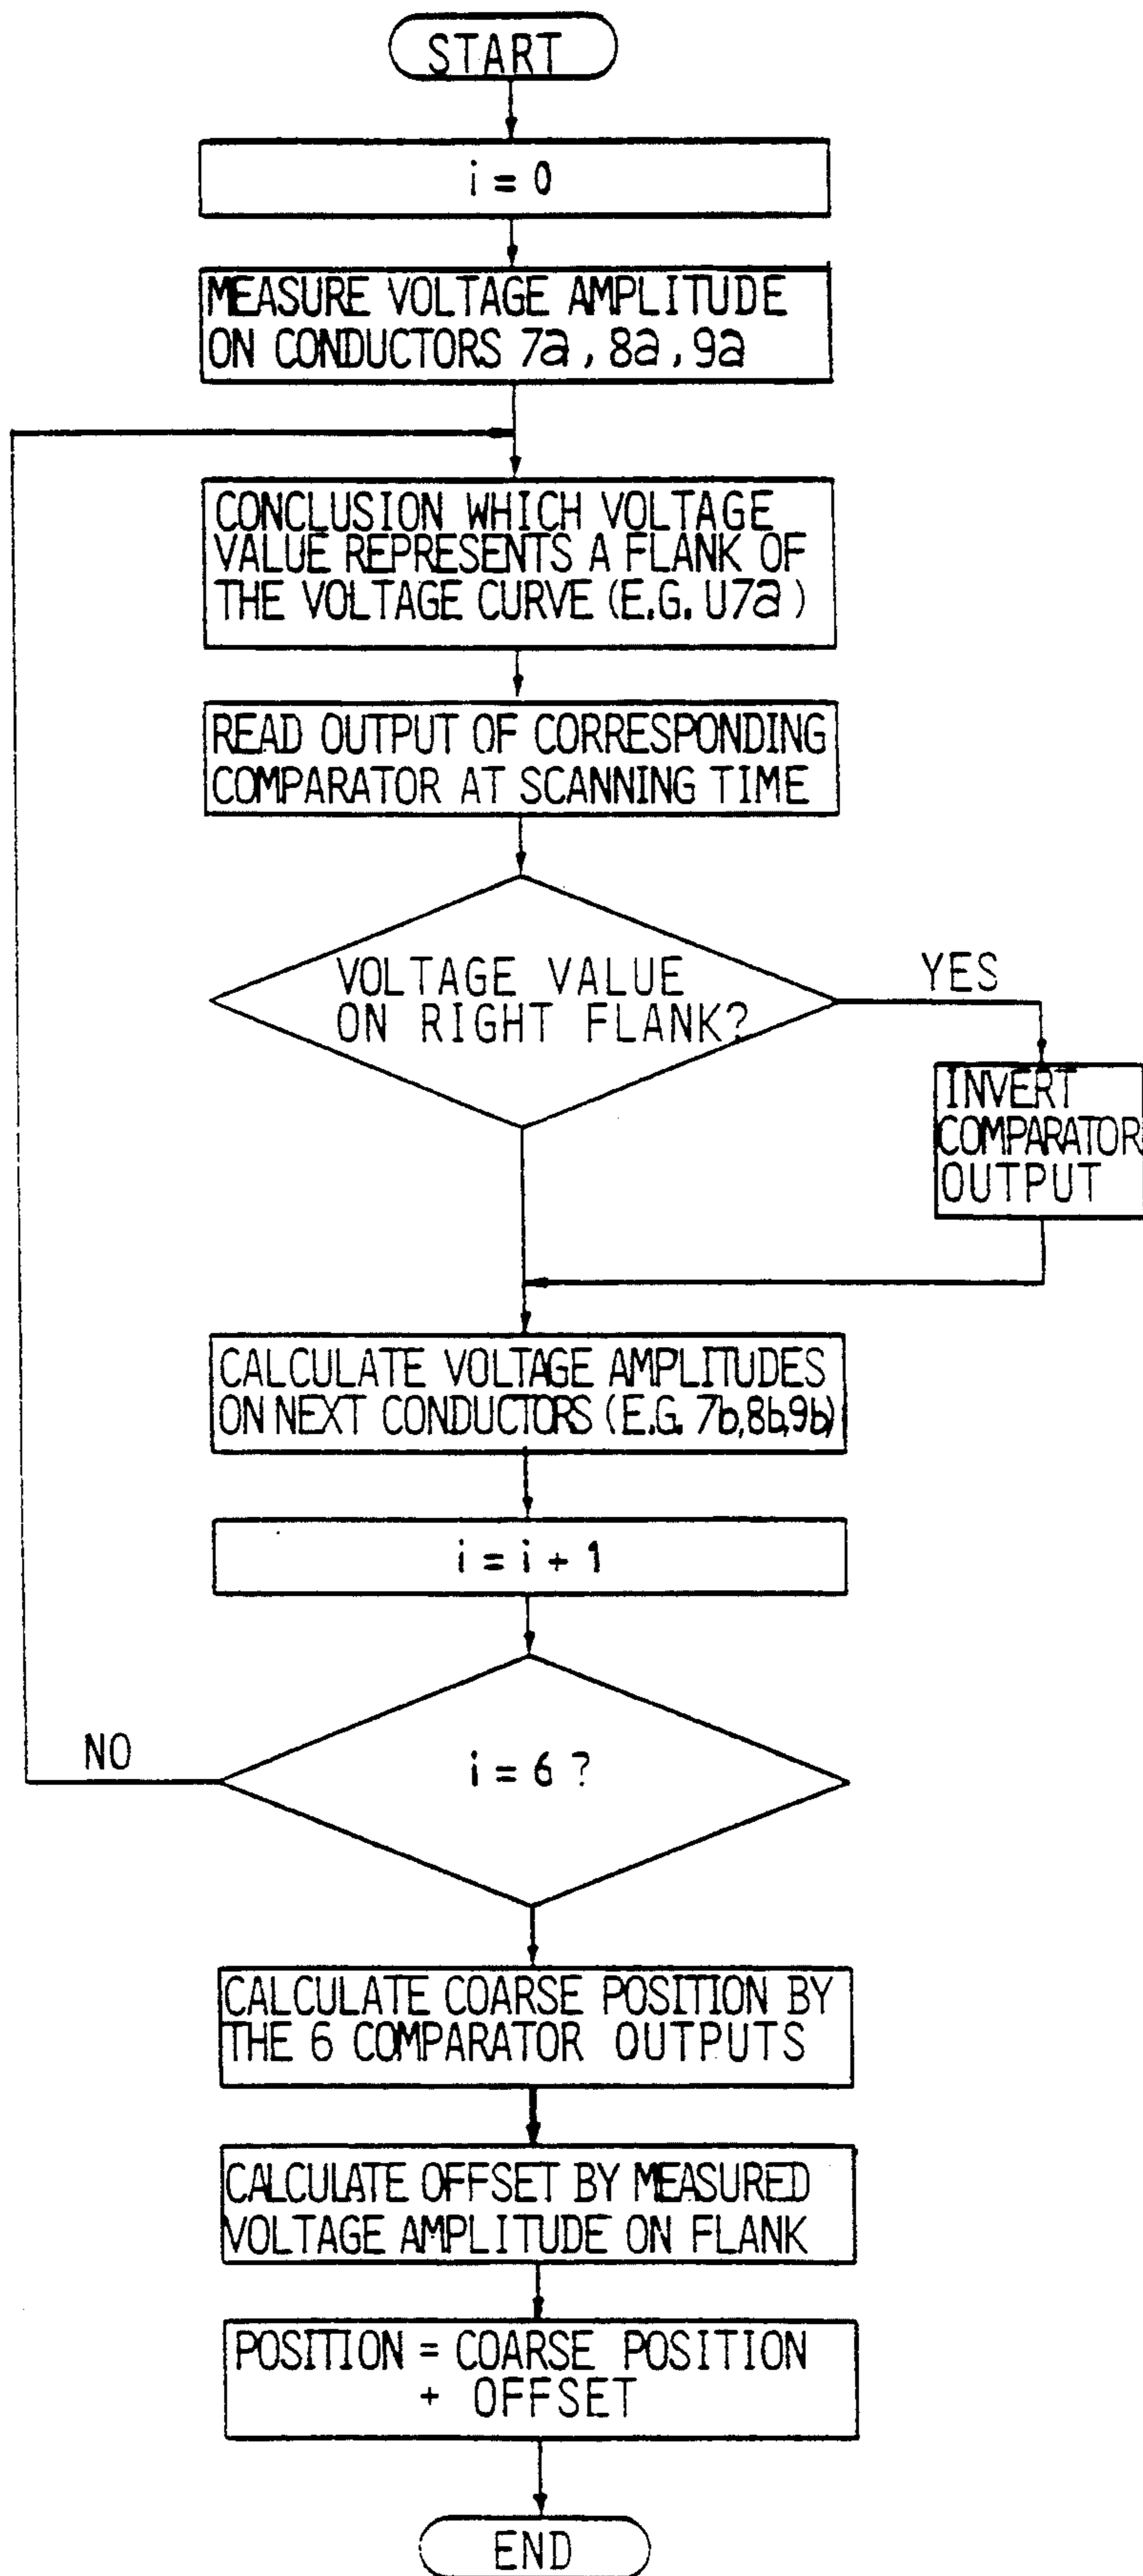 START
i = 0
MEASURE VOLTAGE AMPLITUDE
ON CONDUCTORS 7a , 8a , 9a
CONCLUSION WHICH VOLTAGE
VALUE REPRESENTS A FLANK OF
THE VOLTAGE CURVE (E.G. U7a )
READ OUTPUT OF CORRESPONDING
COMPARATOR AT SCANNING TIME
VOLTAGE VALUE
ON RIGHT FLANK?
YES
INVERT
COMPARATOR
OUTPUT
CALCULATE VOLTAGE AMPLITUDES
ON NEXT CONDUCTORS (E.G. 7b,8b,9b)
i = i + 1
NO
i = 6 ?
CALCULATE COARSE POSITION BY
THE 6 COMPARATOR OUTPUTS
CALCULATE OFFSET BY MEASURED
VOLTAGE AMPLITUDE ON FLANK
POSITION = COARSE POSITION
+ OFFSET
END